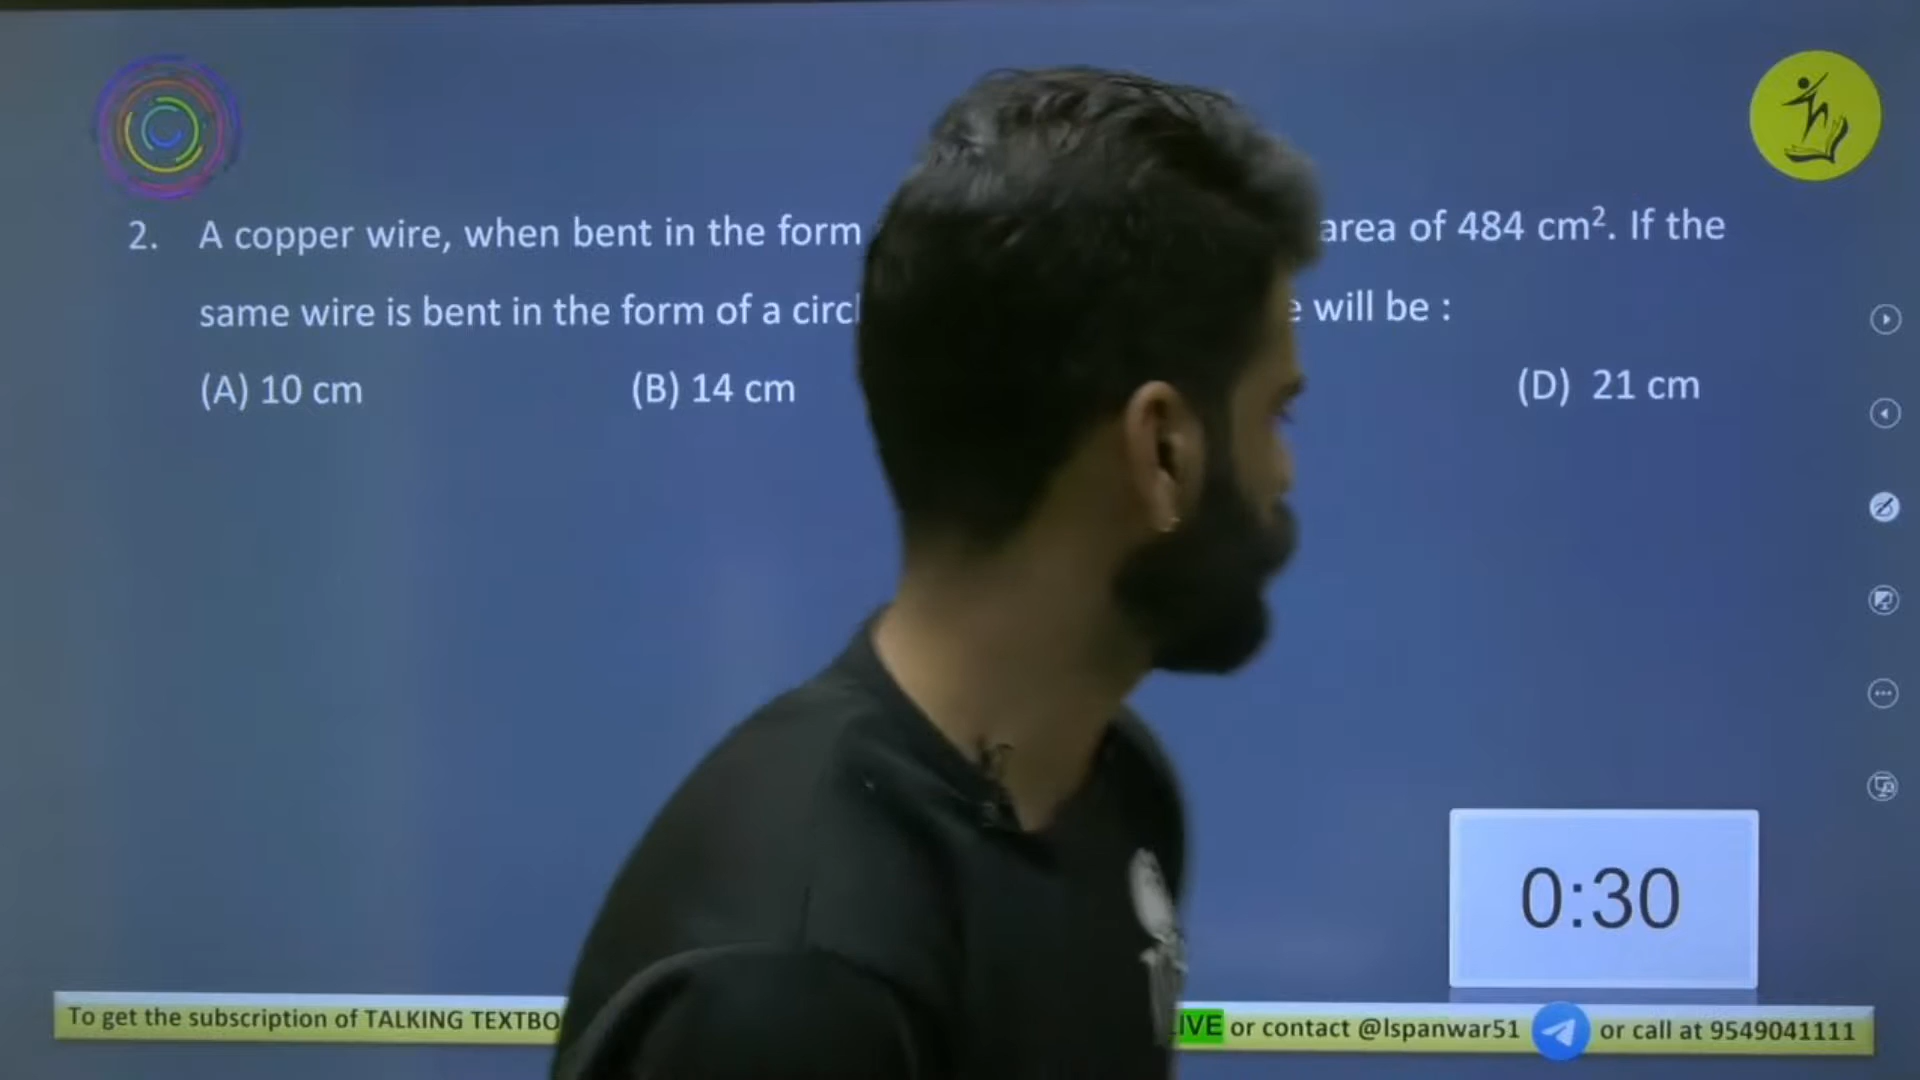 2. A copper wire, when bent in the form area of 484 cm². If the
same wire is bent in the form of a circl will be :
(A) 10 cm (B) 14 cm (D) 21 cm
0:30
To get the subscription of TALKING TEXTBO IVE or contact @lspanwar51 or call at 9549041111